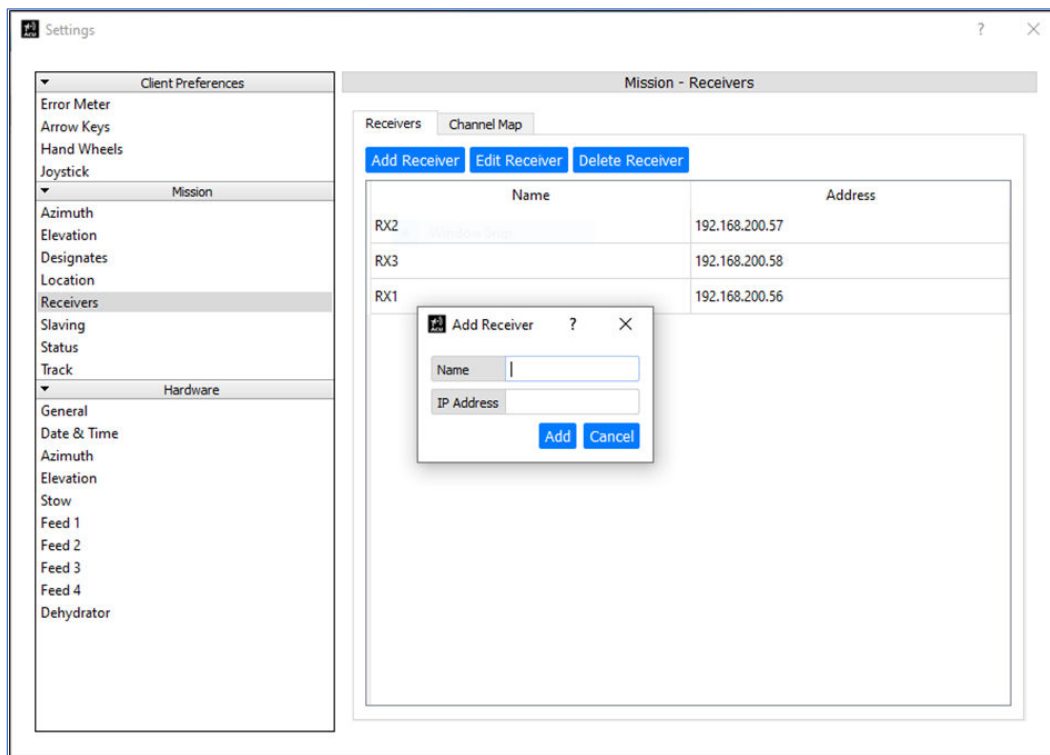 Settings
Client Preferences
Error Meter
Arrow Keys
Hand Wheels
Joystick
Mission
Azimuth
Elevation
Designates
Location
Receivers
Slaving
Status
Track
Hardware
General
Date & Time
Azimuth
Elevation
Stow
Feed 1
Feed 2
Feed 3
Feed 4
Dehydrator
Mission - Receivers
Receivers Channel Map
Add Receiver Edit Receiver Delete Receiver
Name Address
RX2 192.168.200.57
RX3 192.168.200.58
RX1 192.168.200.56
Add Receiver ?
Name
IP Address
Add Cancel